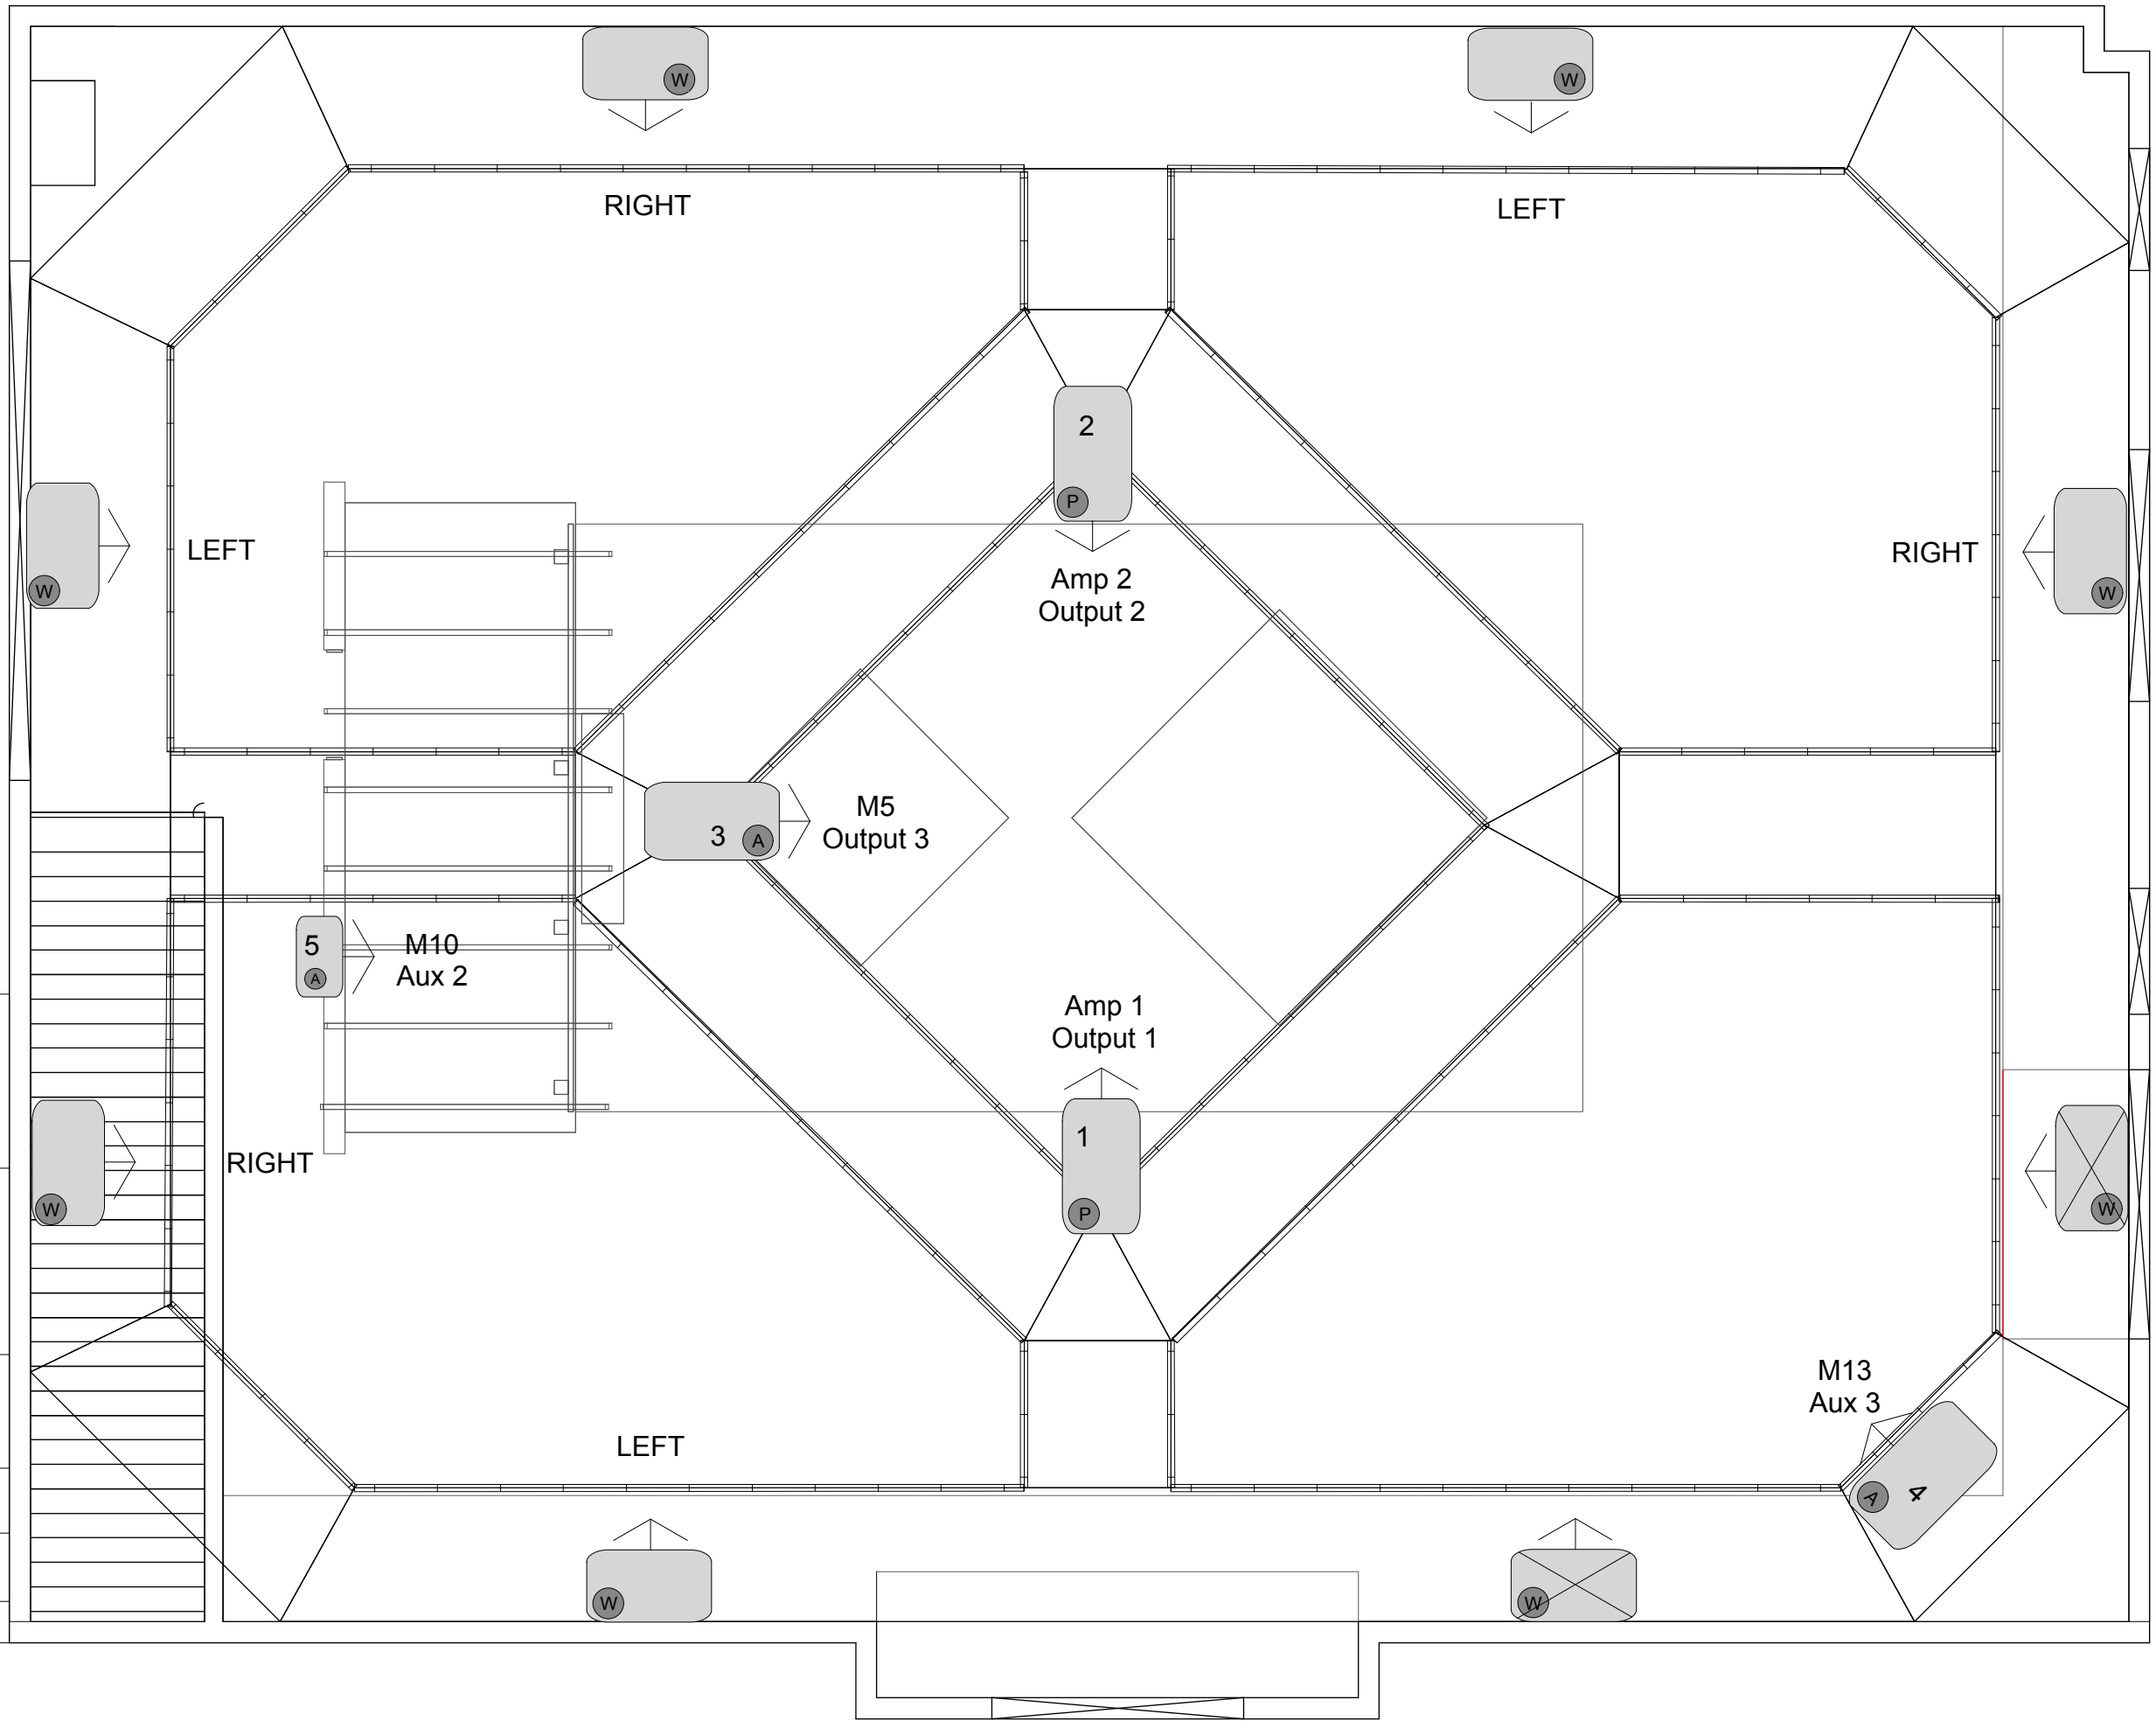 W
W
RIGHT
LEFT
2
P
LEFT
W
Amp 2
Output 2
RIGHT
W
3
A
M5
Output 3
5
A
M10
Aux 2
Amp 1
Output 1
1
P
RIGHT
W
W
M13
Aux 3
LEFT
A
4
W
W